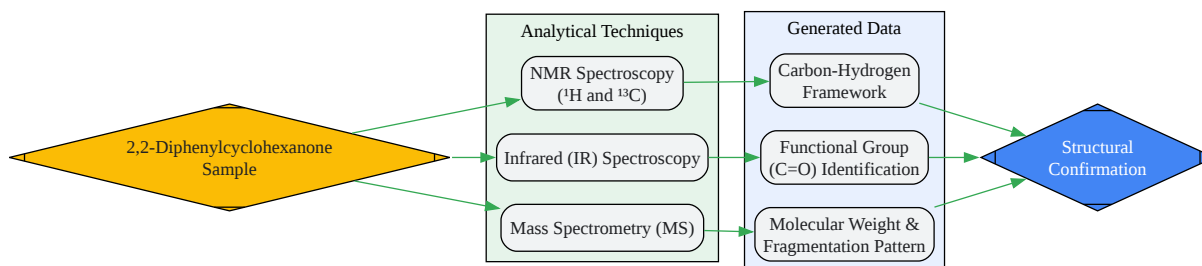 2,2-Diphenylcyclohexanone
Sample
Analytical Techniques
NMR Spectroscopy
(¹H and ¹³C)
Infrared (IR) Spectroscopy
Mass Spectrometry (MS)
Generated Data
Carbon-Hydrogen
Framework
Functional Group
(C=O) Identification
Molecular Weight &
Fragmentation Pattern
Structural
Confirmation